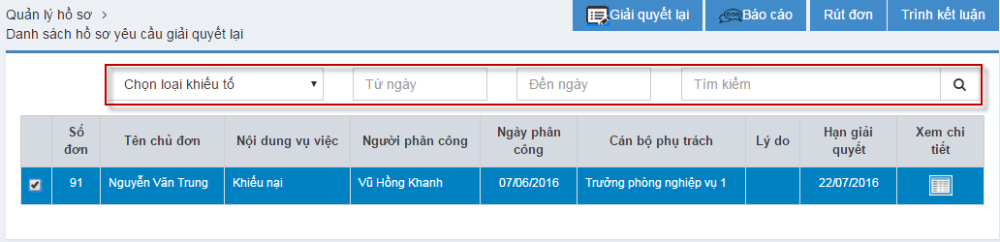 Quản lý hồ sơ >
Danh sách hồ sơ yêu cầu giải quyết lại
Giải quyết lại Báo cáo Rút đơn Trình kết luận
Chọn loại khiếu tố Từ ngày Đến ngày Tìm kiếm
Số đơn Tên chủ đơn Nội dung vụ việc Người phân công Ngày phân công Cán bộ phụ trách Lý do Hạn giải quyết Xem chi tiết
91 Nguyễn Văn Trung Khiếu nại Vũ Hồng Khanh 07/06/2016 Trưởng phòng nghiệp vụ 1 22/07/2016